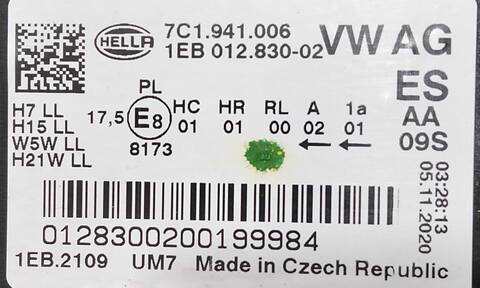 HELLA 7C1.941.006 VW AG
1EB 012.830-02
ES
PL
H7 LL 17,5 E8 HC HR RL A 1a AA
H15 LL 01 01 00 02 01 09S
W5W LL 8173
H21W LL
03:28:13
05.11.2020
0128300200199984
1EB.2109 UM7 Made in Czech Republic